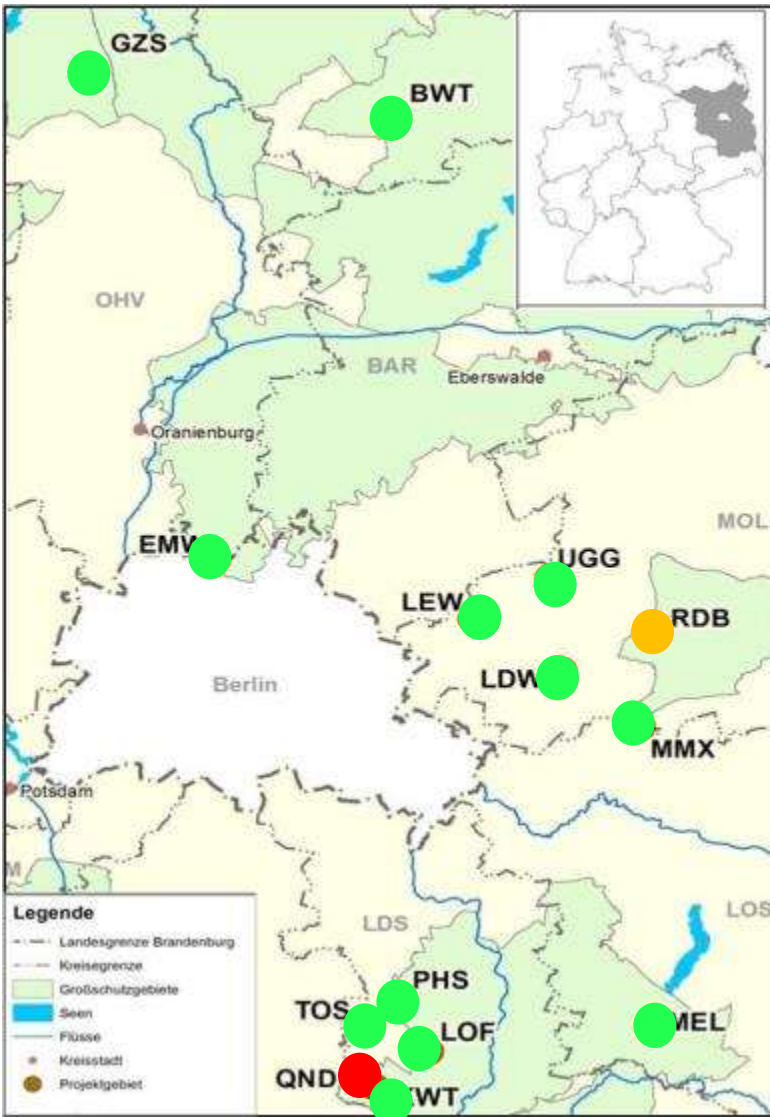 GZS
BWT
OHV
BAR
Eberswalde
Oranienburg
MOL
EMW
UGG
LEW
RDB
Berlin
LDW
MMX
Potsdam
M
Legende
LDS
LOS
Landesgrenze Brandenburg
Kreisegrenze
Großschutzgebiete
Seen
Flüsse
Kreisstadt
Projektgebiet
PHS
TOS
LOF
MEL
QND